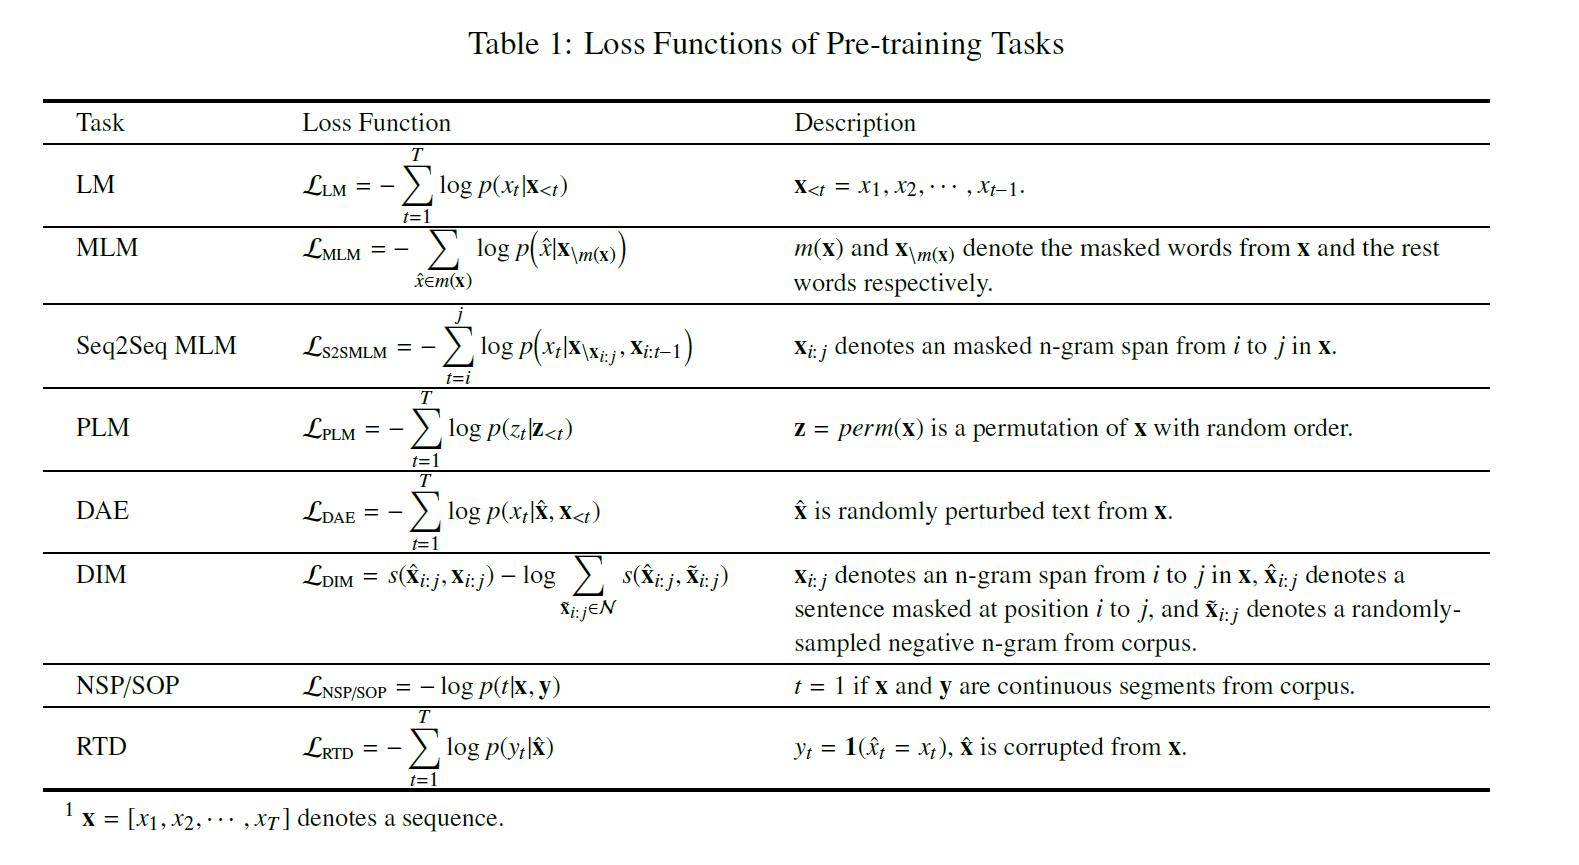 Table 1: Loss Functions of Pre-training Tasks
Task Loss Function Description
LM $\mathcal{L}_{\text{LM}} = -\sum_{t=1}^{T} \log p(x_t|\mathbf{x}_{<t})$ $\mathbf{x}_{<t} = x_1, x_2, \cdots, x_{t-1}.$
MLM $\mathcal{L}_{\text{MLM}} = -\sum_{\hat{x} \in m(\mathbf{x})} \log p\left(\hat{x}|\mathbf{x}_{\backslash m(\mathbf{x})}\right)$ $m(\mathbf{x})$ and $\mathbf{x}_{\backslash m(\mathbf{x})}$ denote the masked words from $\mathbf{x}$ and the rest
words respectively.
Seq2Seq MLM $\mathcal{L}_{\text{S2SMLM}} = -\sum_{t=i}^{j} \log p\left(x_t|\mathbf{x}_{\backslash \mathbf{x}_{i:j}}, \mathbf{x}_{i:t-1}\right)$ $\mathbf{x}_{i:j}$ denotes an masked n-gram span from $i$ to $j$ in $\mathbf{x}$.
PLM $\mathcal{L}_{\text{PLM}} = -\sum_{t=1}^{T} \log p(z_t|\mathbf{z}_{<t})$ $\mathbf{z} = perm(\mathbf{x})$ is a permutation of $\mathbf{x}$ with random order.
DAE $\mathcal{L}_{\text{DAE}} = -\sum_{t=1}^{T} \log p(x_t|\hat{\mathbf{x}}, \mathbf{x}_{<t})$ $\hat{\mathbf{x}}$ is randomly perturbed text from $\mathbf{x}$.
DIM $\mathcal{L}_{\text{DIM}} = s(\hat{\mathbf{x}}_{i:j}, \mathbf{x}_{i:j}) - \log \sum_{\tilde{\mathbf{x}}_{i:j} \in \mathcal{N}} s(\hat{\mathbf{x}}_{i:j}, \tilde{\mathbf{x}}_{i:j})$ $\mathbf{x}_{i:j}$ denotes an n-gram span from $i$ to $j$ in $\mathbf{x}$, $\hat{\mathbf{x}}_{i:j}$ denotes a
sentence masked at position $i$ to $j$, and $\tilde{\mathbf{x}}_{i:j}$ denotes a randomly-
sampled negative n-gram from corpus.
NSP/SOP $\mathcal{L}_{\text{NSP/SOP}} = -\log p(t|\mathbf{x}, \mathbf{y})$ $t = 1$ if $\mathbf{x}$ and $\mathbf{y}$ are continuous segments from corpus.
RTD $\mathcal{L}_{\text{RTD}} = -\sum_{t=1}^{T} \log p(y_t|\hat{\mathbf{x}})$ $y_t = \mathbf{1}(\hat{x}_t = x_t)$, $\hat{\mathbf{x}}$ is corrupted from $\mathbf{x}$.
$^1$ $\mathbf{x} = [x_1, x_2, \cdots, x_T]$ denotes a sequence.